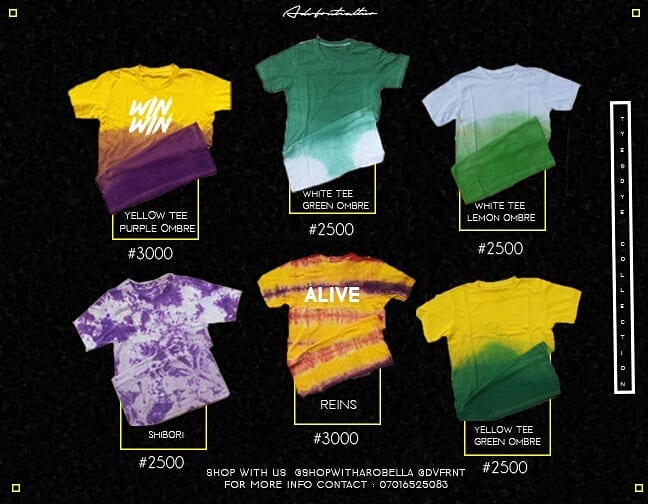 WIN
WIN
YELLOW TEE
PURPLE OMBRE
#3000
WHITE TEE
GREEN OMBRE
#2500
WHITE TEE
LEMON OMBRE
#2500
TYE&DYE COLLECTION
SHIBORI
#2500
ALIVE
REINS
#3000
YELLOW TEE
GREEN OMBRE
#2500
SHOP WITH US @SHOPWITHAROBELLA @DVFRNT
FOR MORE INFO CONTACT : 07016525083